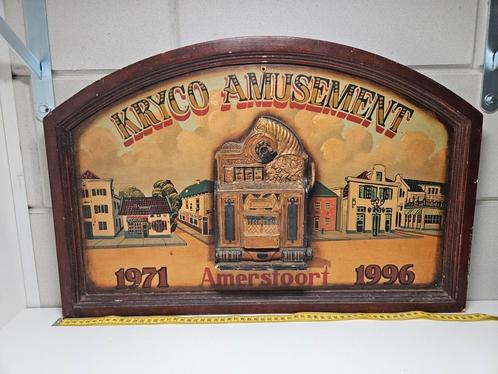 KRYCO AMUSEMENT
1971 Amersfoort 1996